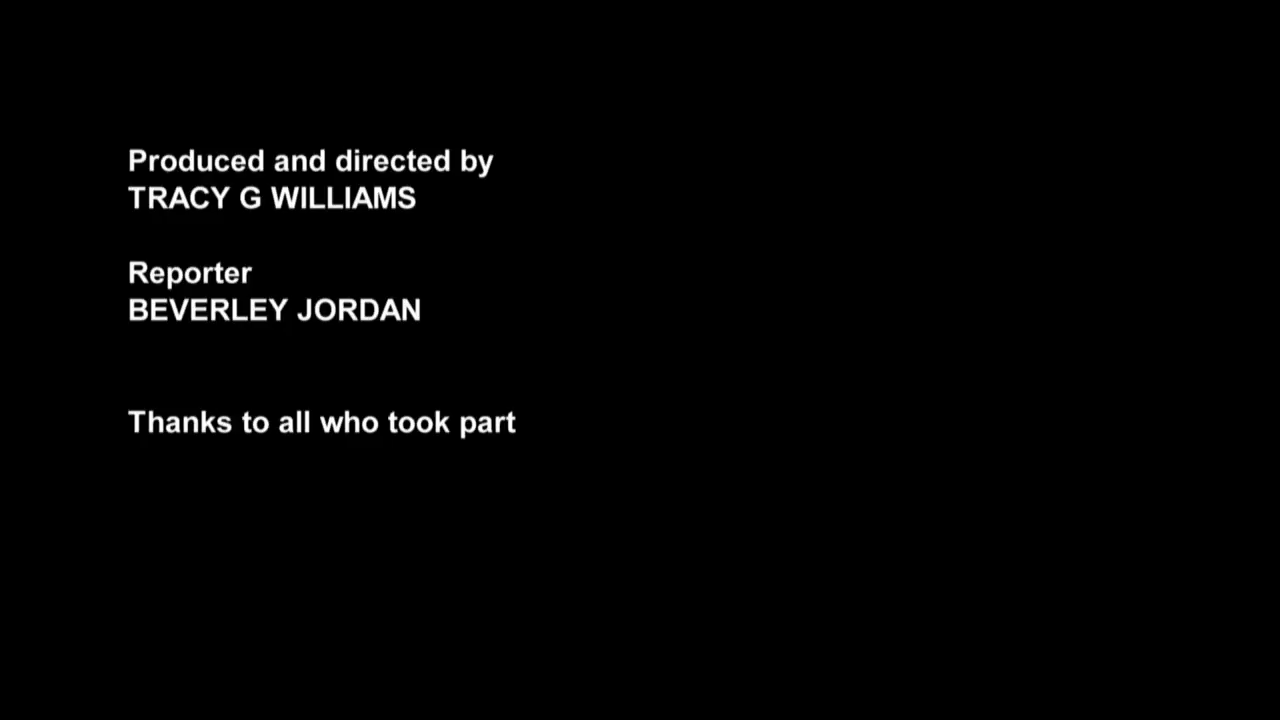 Produced and directed by
TRACY G WILLIAMS
Reporter
BEVERLEY JORDAN
Thanks to all who took part